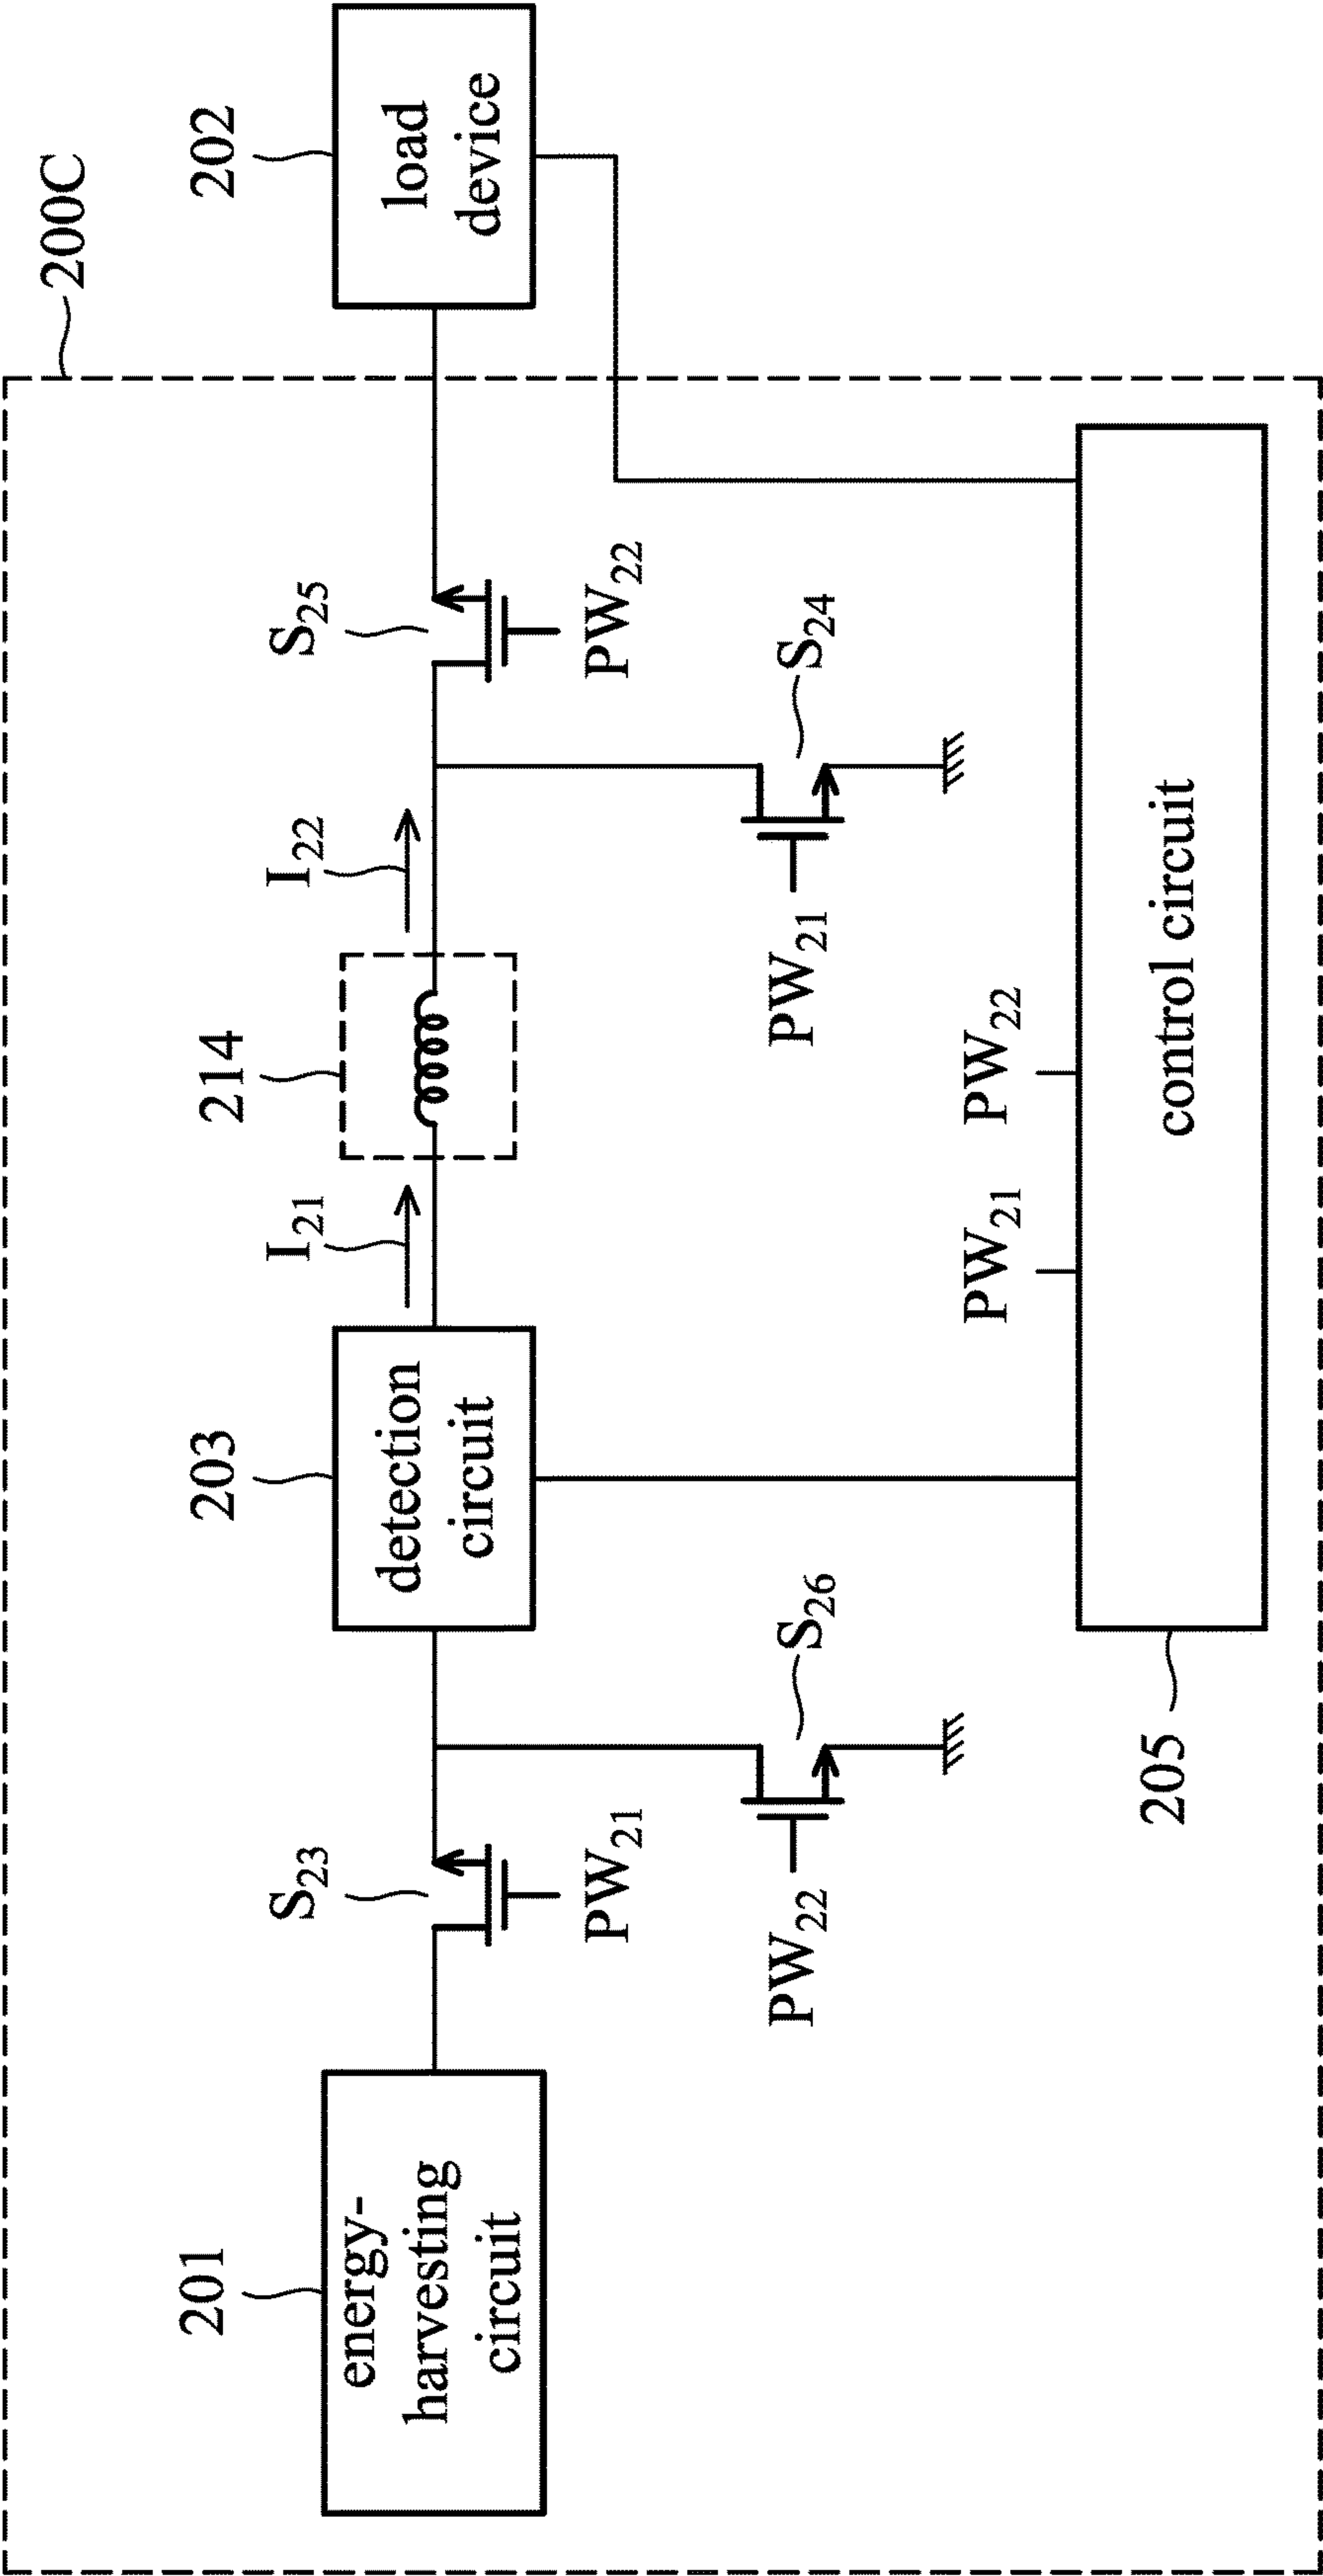 200C
201
energy-
harvesting
circuit
S23
PW21
S26
PW22
203
detection
circuit
I21
214
I22
S25
PW22
S24
PW21
202
load
device
PW21
PW22
control circuit
205